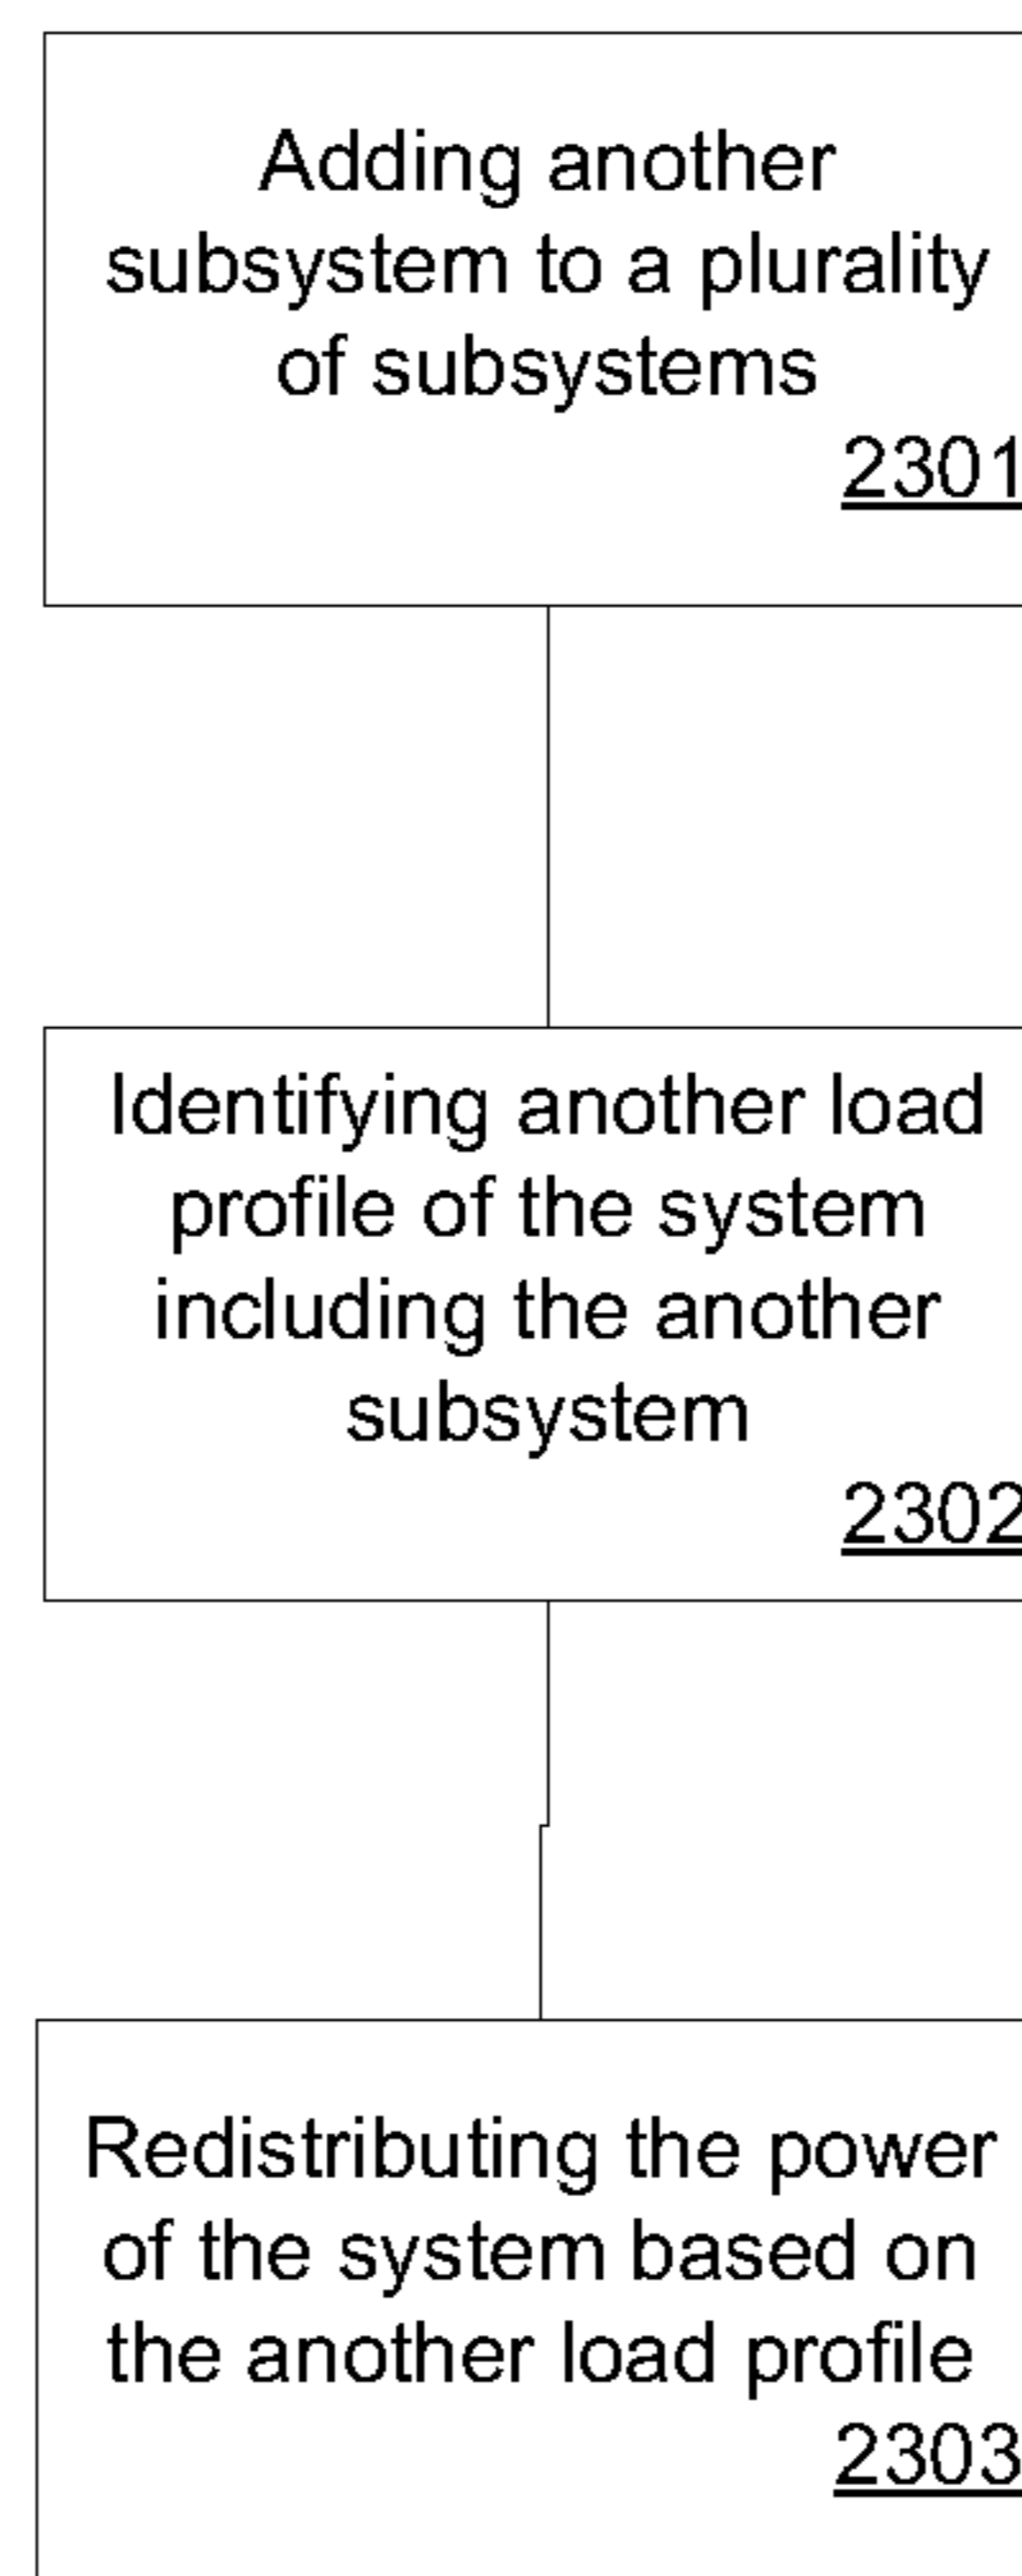 Adding another
subsystem to a plurality
of subsystems
2301
Identifying another load
profile of the system
including the another
subsystem
2302
Redistributing the power
of the system based on
the another load profile
2303